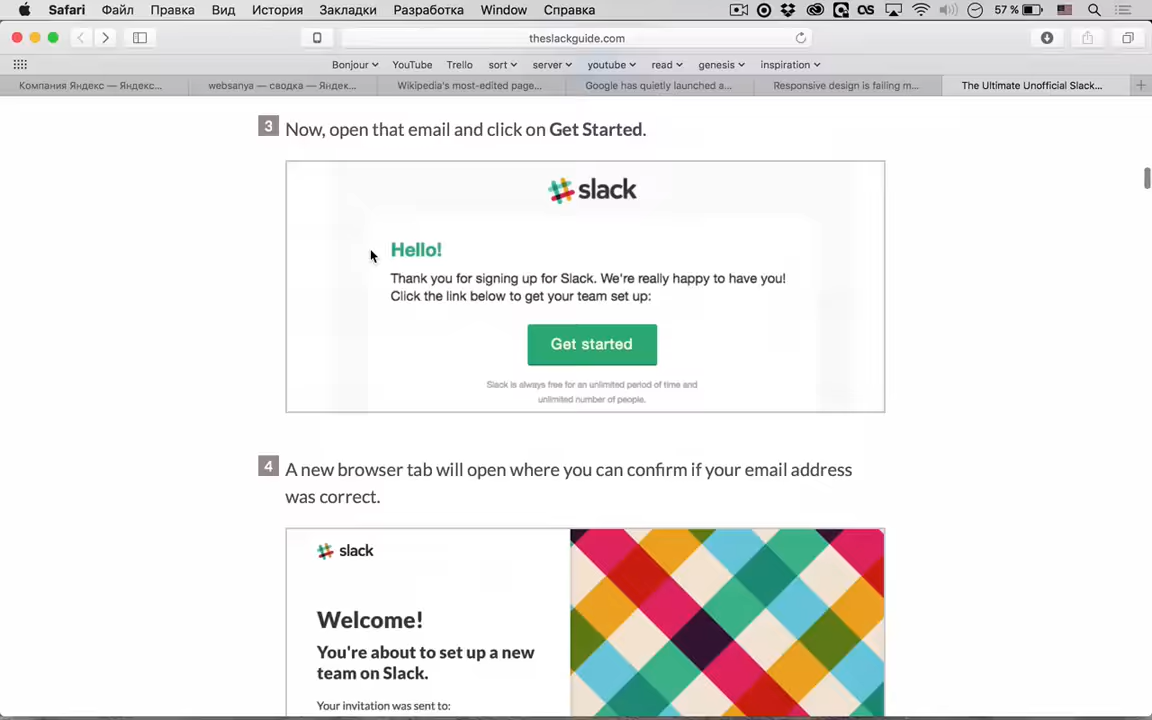 Safari Файл Правка Вид История Закладки Разработка Window Справка 57 %
theslackguide.com
Bonjour YouTube Trello sort server youtube read genesis inspiration
Компания Яндекс — Яндекс... websanya — сводка — Яндек... Wikipedia's most-edited page... Google has quietly launched a... Responsive design is failing m... The Ultimate Unofficial Slack...
3 Now, open that email and click on Get Started.
slack
Hello!
Thank you for signing up for Slack. We're really happy to have you!
Click the link below to get your team set up:
Get started
Slack is always free for an unlimited period of time and
unlimited number of people.
4 A new browser tab will open where you can confirm if your email address
was correct.
slack
Welcome!
You're about to set up a new
team on Slack.
Your invitation was sent to: